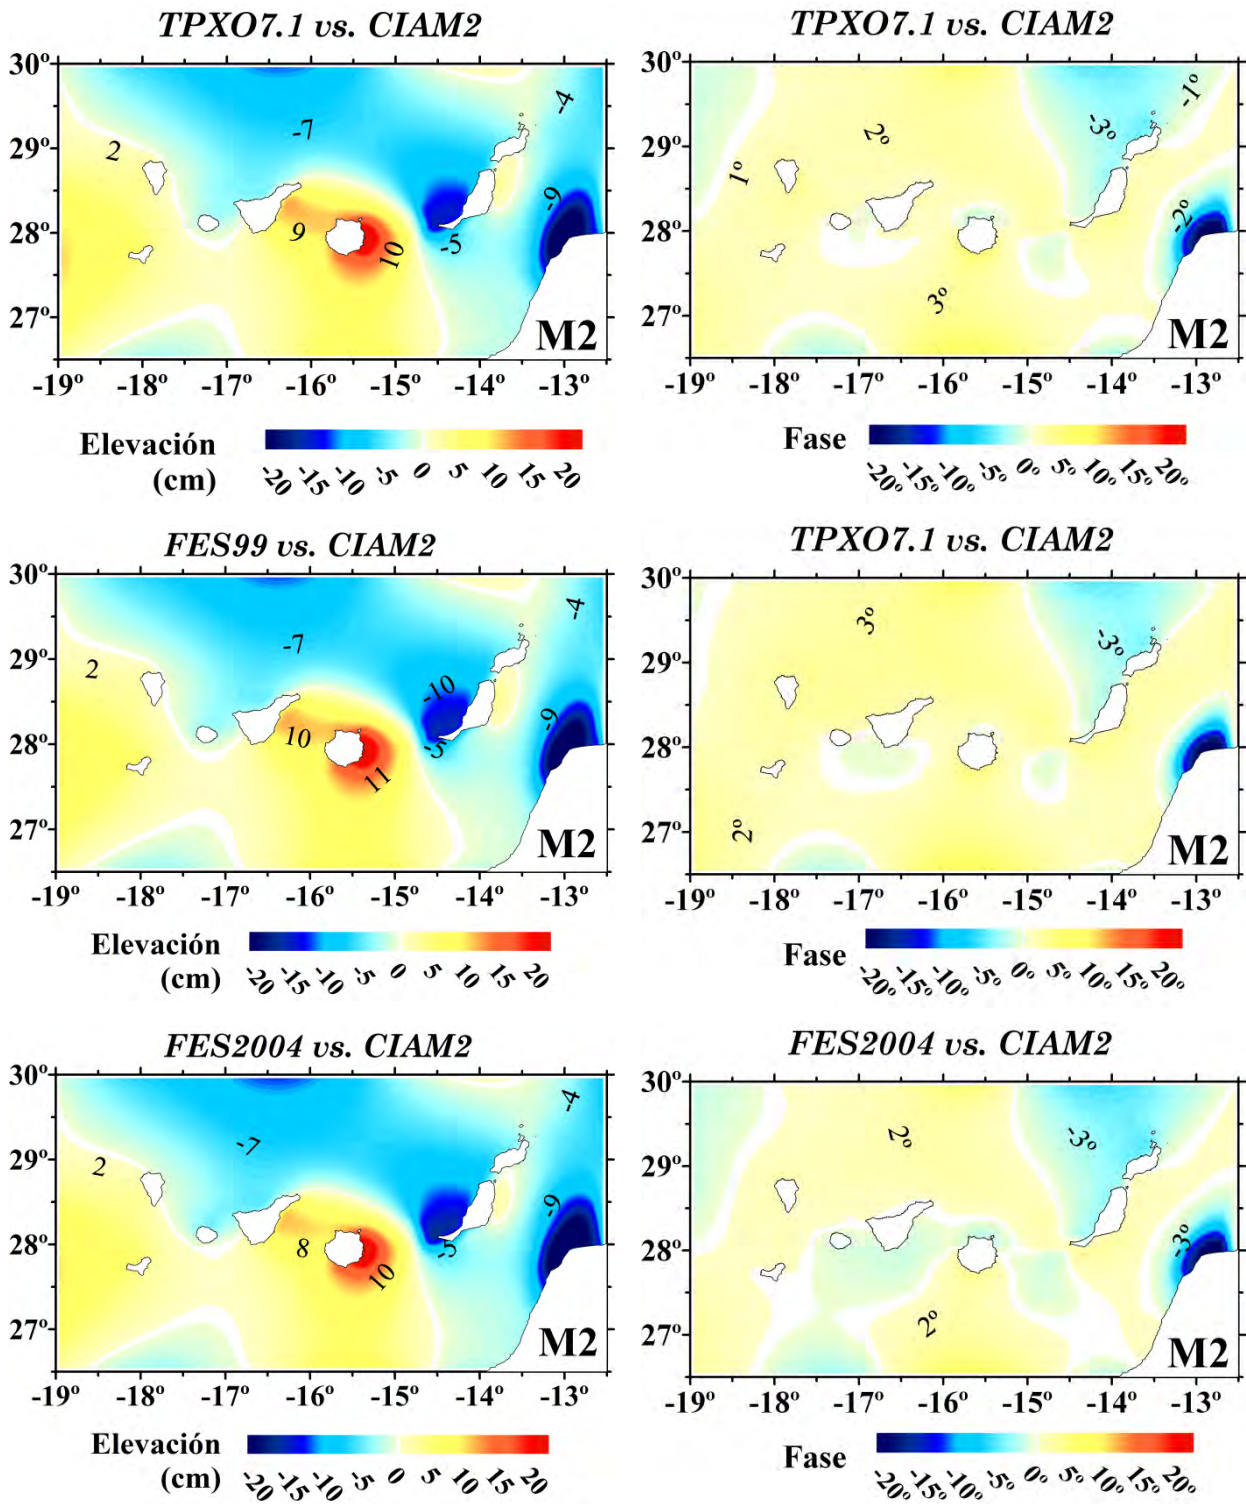 TPXO7.1 vs. CIAM2
30º
29º
28º
27º
2
-7
-4
-9
9
10
-5
M2
-19º -18º -17º -16º -15º -14º -13º
Elevación
(cm)
-20 -15 -10 -5 0 5 10 15 20
TPXO7.1 vs. CIAM2
30º
29º
28º
27º
1º
2º
-3º
-1º
-2º
3º
M2
-19º -18º -17º -16º -15º -14º -13º
Fase
-20º -15º -10º -5º 0º 5º 10º 15º 20º
FES99 vs. CIAM2
30º
29º
28º
27º
2
-7
-4
-10
-9
10
-5
11
M2
-19º -18º -17º -16º -15º -14º -13º
Elevación
(cm)
-20 -15 -10 -5 0 5 10 15 20
TPXO7.1 vs. CIAM2
30º
29º
28º
27º
3º
-3º
2º
M2
-19º -18º -17º -16º -15º -14º -13º
Fase
-20º -15º -10º -5º 0º 5º 10º 15º 20º
FES2004 vs. CIAM2
30º
29º
28º
27º
2
-7
-4
-9
8
10
-5
M2
-19º -18º -17º -16º -15º -14º -13º
Elevación
(cm)
-20 -15 -10 -5 0 5 10 15 20
FES2004 vs. CIAM2
30º
29º
28º
27º
2º
-3º
-3º
2º
M2
-19º -18º -17º -16º -15º -14º -13º
Fase
-20º -15º -10º -5º 0º 5º 10º 15º 20º